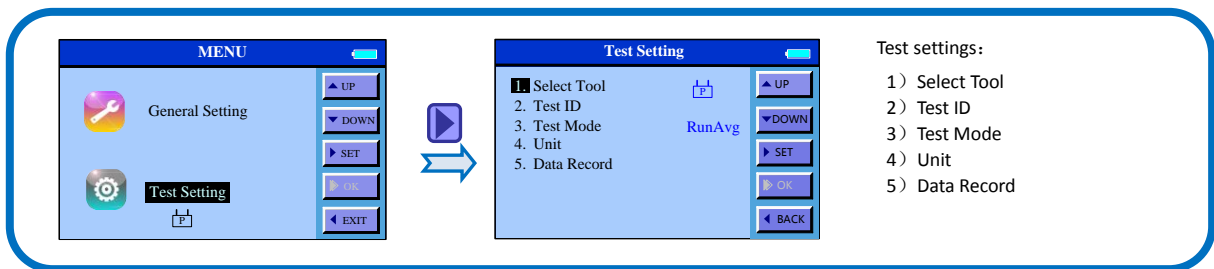 MENU
General Setting
Test Setting
P
▲ UP
▼ DOWN
▶ SET
▶ OK
◀ EXIT
Test Setting
1. Select Tool P
2. Test ID
3. Test Mode RunAvg
4. Unit
5. Data Record
▲ UP
▼DOWN
▶ SET
▶ OK
◀ BACK
Test settings：
1）Select Tool
2）Test ID
3）Test Mode
4）Unit
5）Data Record